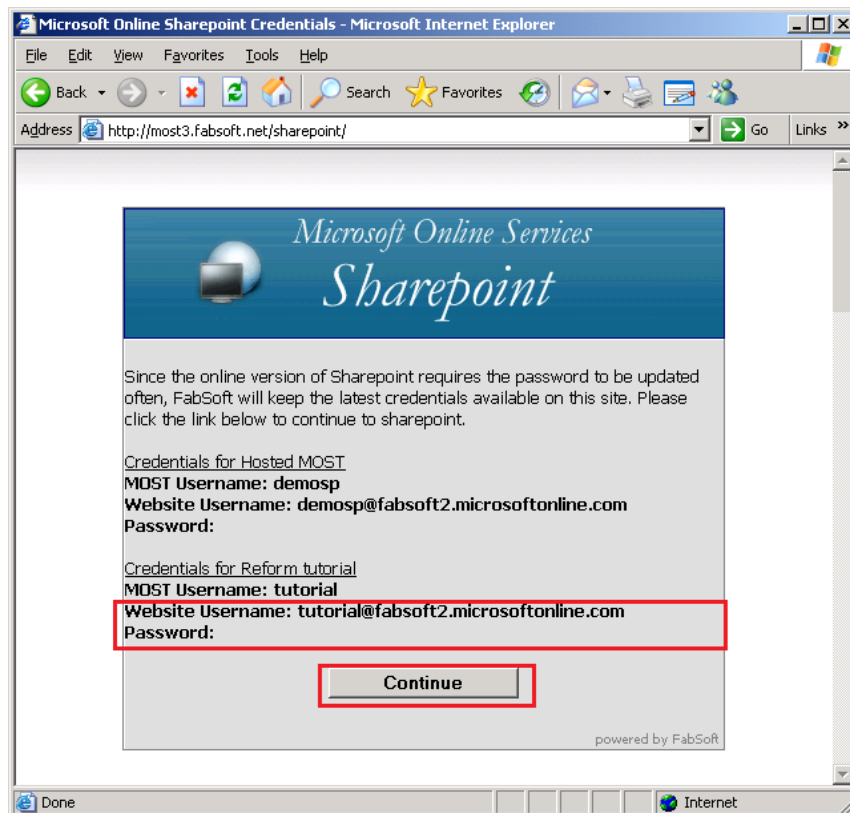 Microsoft Online Sharepoint Credentials - Microsoft Internet Explorer
File Edit View Favorites Tools Help
Back Search Favorites
Address http://most3.fabsoft.net/sharepoint/ Go Links »
Microsoft Online Services
Sharepoint
Since the online version of Sharepoint requires the password to be updated
often, FabSoft will keep the latest credentials available on this site. Please
click the link below to continue to sharepoint.
Credentials for Hosted MOST
MOST Username: demosp
Website Username: demosp@fabsoft2.microsoftonline.com
Password:
Credentials for Reform tutorial
MOST Username: tutorial
Website Username: tutorial@fabsoft2.microsoftonline.com
Password:
Continue
powered by FabSoft
Done Internet